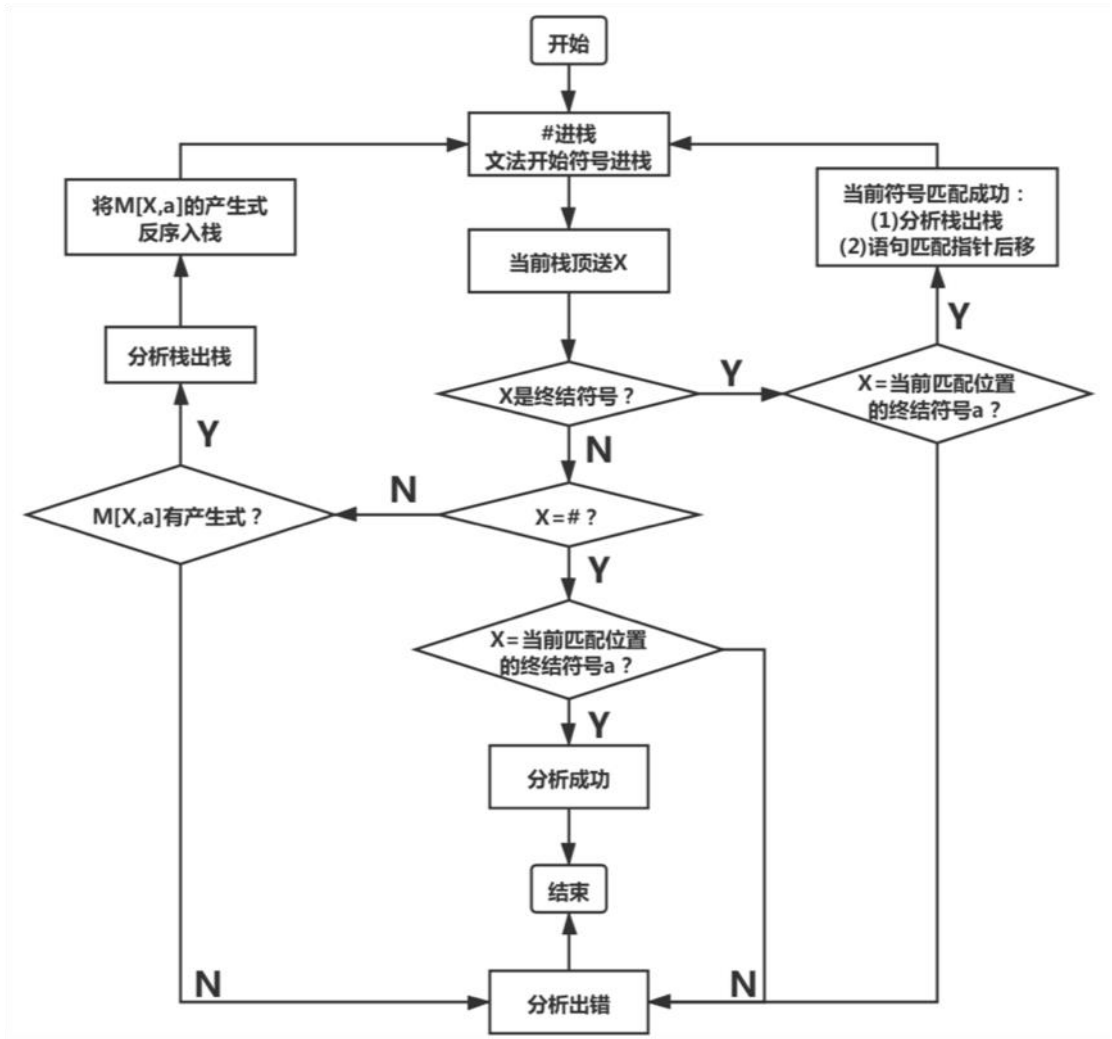 开始
#进栈
文法开始符号进栈
将M[X,a]的产生式
反序入栈
当前符号匹配成功：
(1)分析栈出栈
(2)语句匹配指针后移
当前栈顶送X
分析栈出栈
Y
X是终结符号？
Y
X=当前匹配位置
的终结符号a？
Y
N
N
M[X,a]有产生式？
X=#？
Y
X=当前匹配位置
的终结符号a？
Y
分析成功
结束
N
分析出错
N